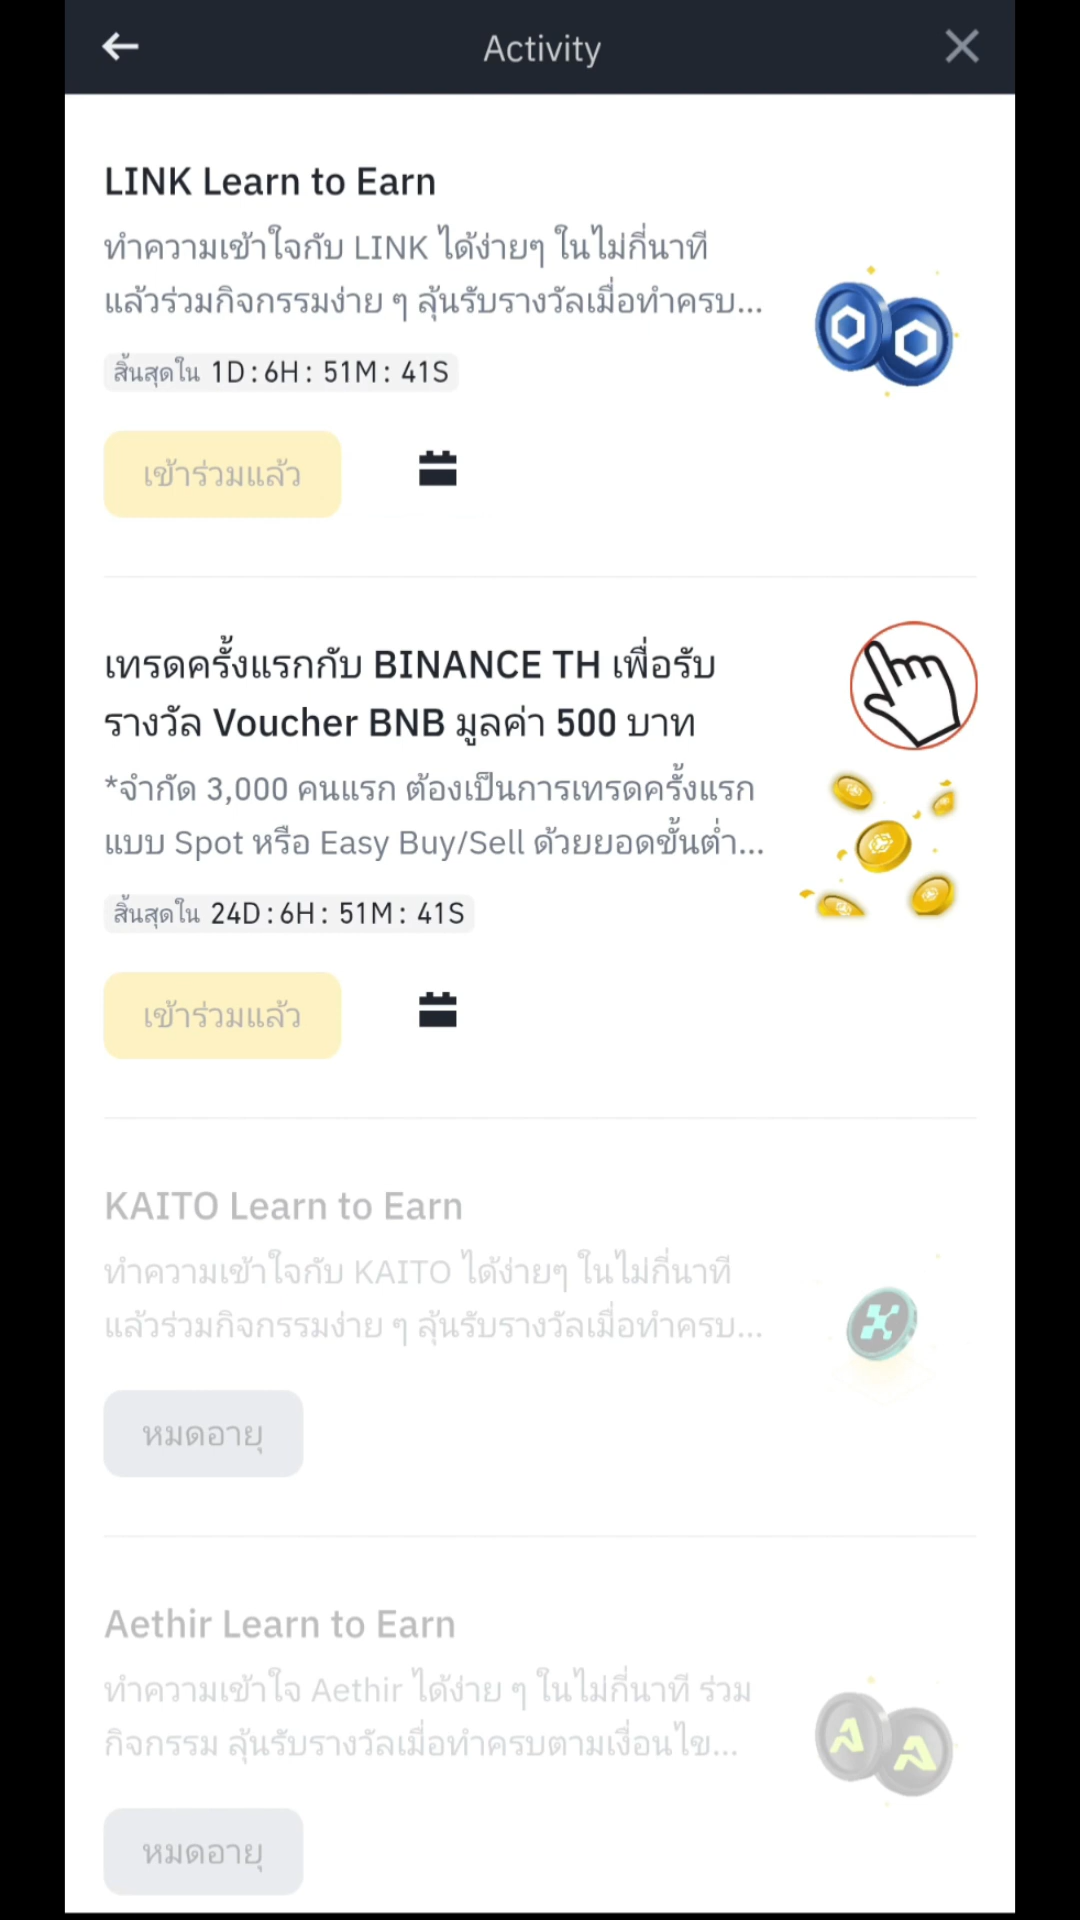 Activity
LINK Learn to Earn
ทำความเข้าใจกับ LINK ได้ง่ายๆ ในไม่กี่นาที
แล้วร่วมกิจกรรมง่าย ๆ ลุ้นรับรางวัลเมื่อทำครบ...
สิ้นสุดใน 1D : 6H : 51M : 41S
เข้าร่วมแล้ว
เทรดครั้งแรกกับ BINANCE TH เพื่อรับ
รางวัล Voucher BNB มูลค่า 500 บาท
*จำกัด 3,000 คนแรก ต้องเป็นการเทรดครั้งแรก
แบบ Spot หรือ Easy Buy/Sell ด้วยยอดขั้นต่ำ...
สิ้นสุดใน 24D : 6H : 51M : 41S
เข้าร่วมแล้ว
KAITO Learn to Earn
ทำความเข้าใจกับ KAITO ได้ง่ายๆ ในไม่กี่นาที
แล้วร่วมกิจกรรมง่าย ๆ ลุ้นรับรางวัลเมื่อทำครบ...
หมดอายุ
Aethir Learn to Earn
ทำความเข้าใจ Aethir ได้ง่าย ๆ ในไม่กี่นาที ร่วม
กิจกรรม ลุ้นรับรางวัลเมื่อทำครบตามเงื่อนไข...
หมดอายุ